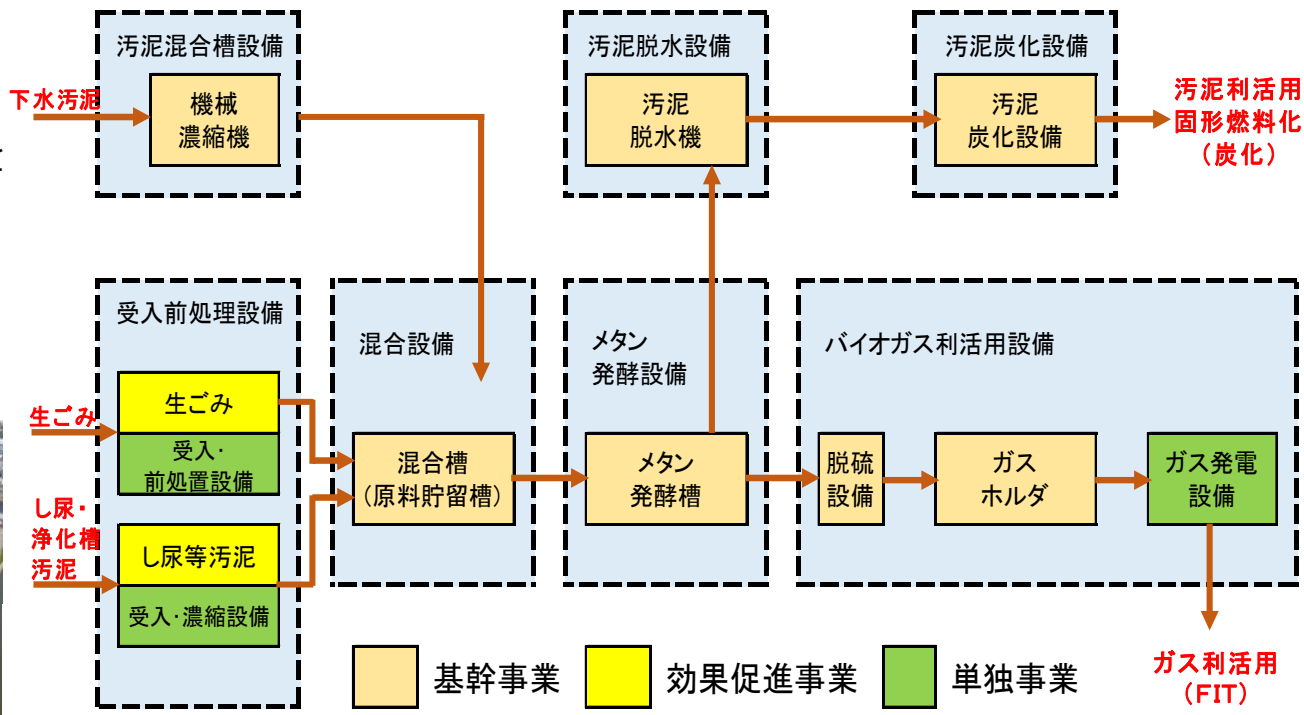 汚泥混合槽設備
機械
濃縮機
下水汚泥
汚泥脱水設備
汚泥
脱水機
汚泥炭化設備
汚泥
炭化設備
汚泥利活用
固形燃料化
(炭化)
受入前処理設備
生ごみ
生ごみ
受入・
前処置設備
し尿・
浄化槽
汚泥
し尿等汚泥
受入・濃縮設備
混合設備
混合槽
(原料貯留槽)
メタン
発酵設備
メタン
発酵槽
バイオガス利活用設備
脱硫
設備
ガス
ホルダ
ガス発電
設備
ガス利活用
(FIT)
基幹事業
効果促進事業
単独事業